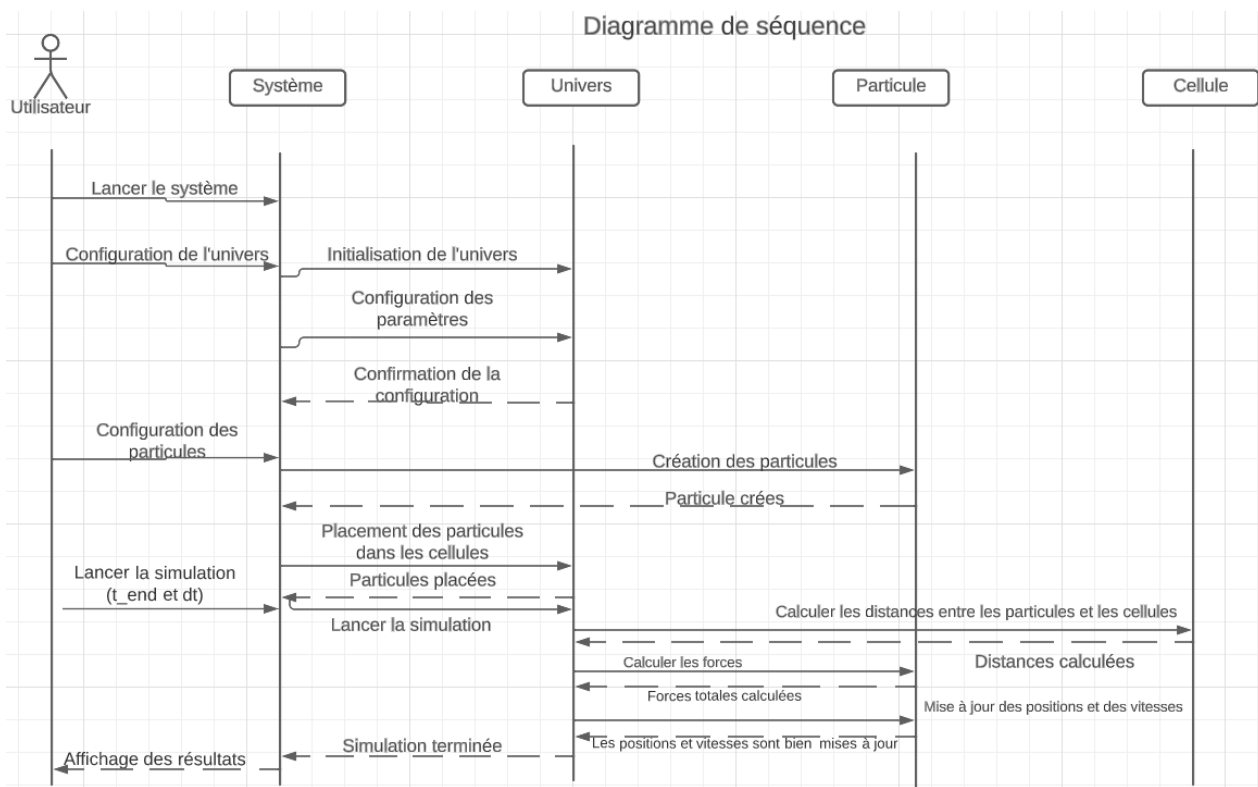 Diagramme de séquence
Utilisateur
Système
Univers
Particule
Cellule
Lancer le système
Configuration de l'univers
Initialisation de l'univers
Configuration des
paramètres
Confirmation de la
configuration
Configuration des
particules
Création des particules
Particule crées
Placement des particules
dans les cellules
Lancer la simulation
(t_end et dt)
Particules placées
Lancer la simulation
Calculer les distances entre les particules et les cellules
Distances calculées
Calculer les forces
Forces totales calculées
Mise à jour des positions et des vitesses
Les positions et vitesses sont bien mises à jour
Simulation terminée
Affichage des résultats